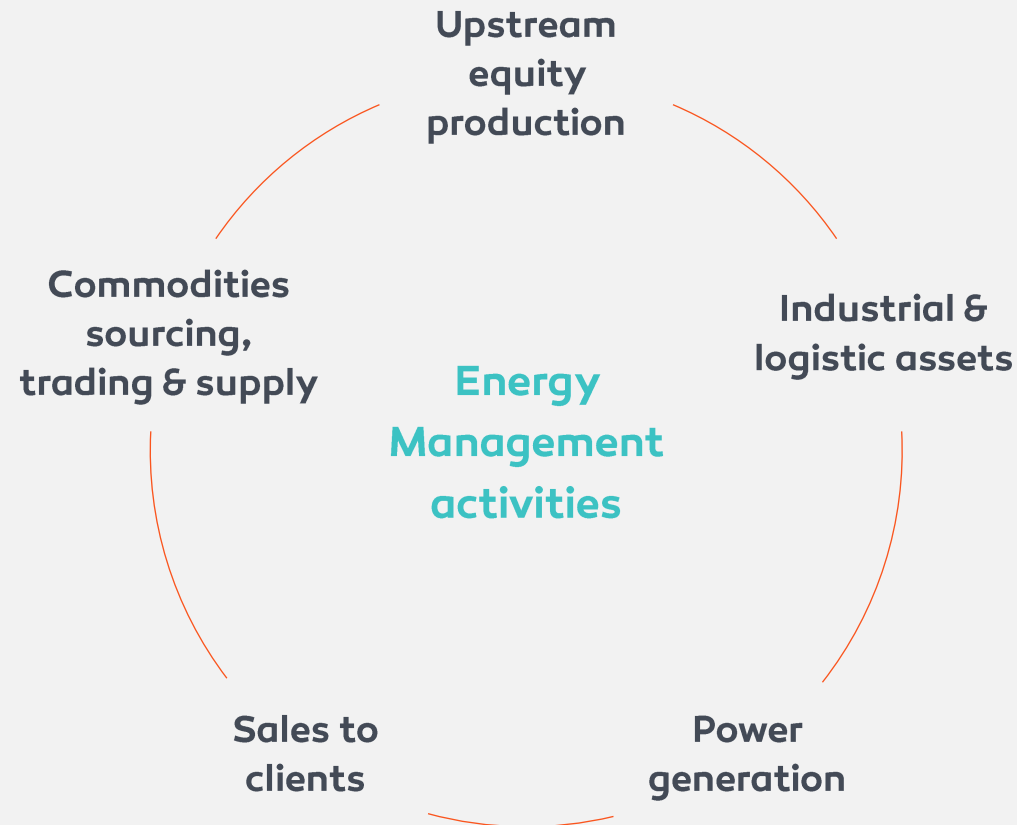 Upstream
equity
production
Commodities
sourcing,
trading & supply
Industrial &
logistic assets
Energy
Management
activities
Sales to
clients
Power
generation